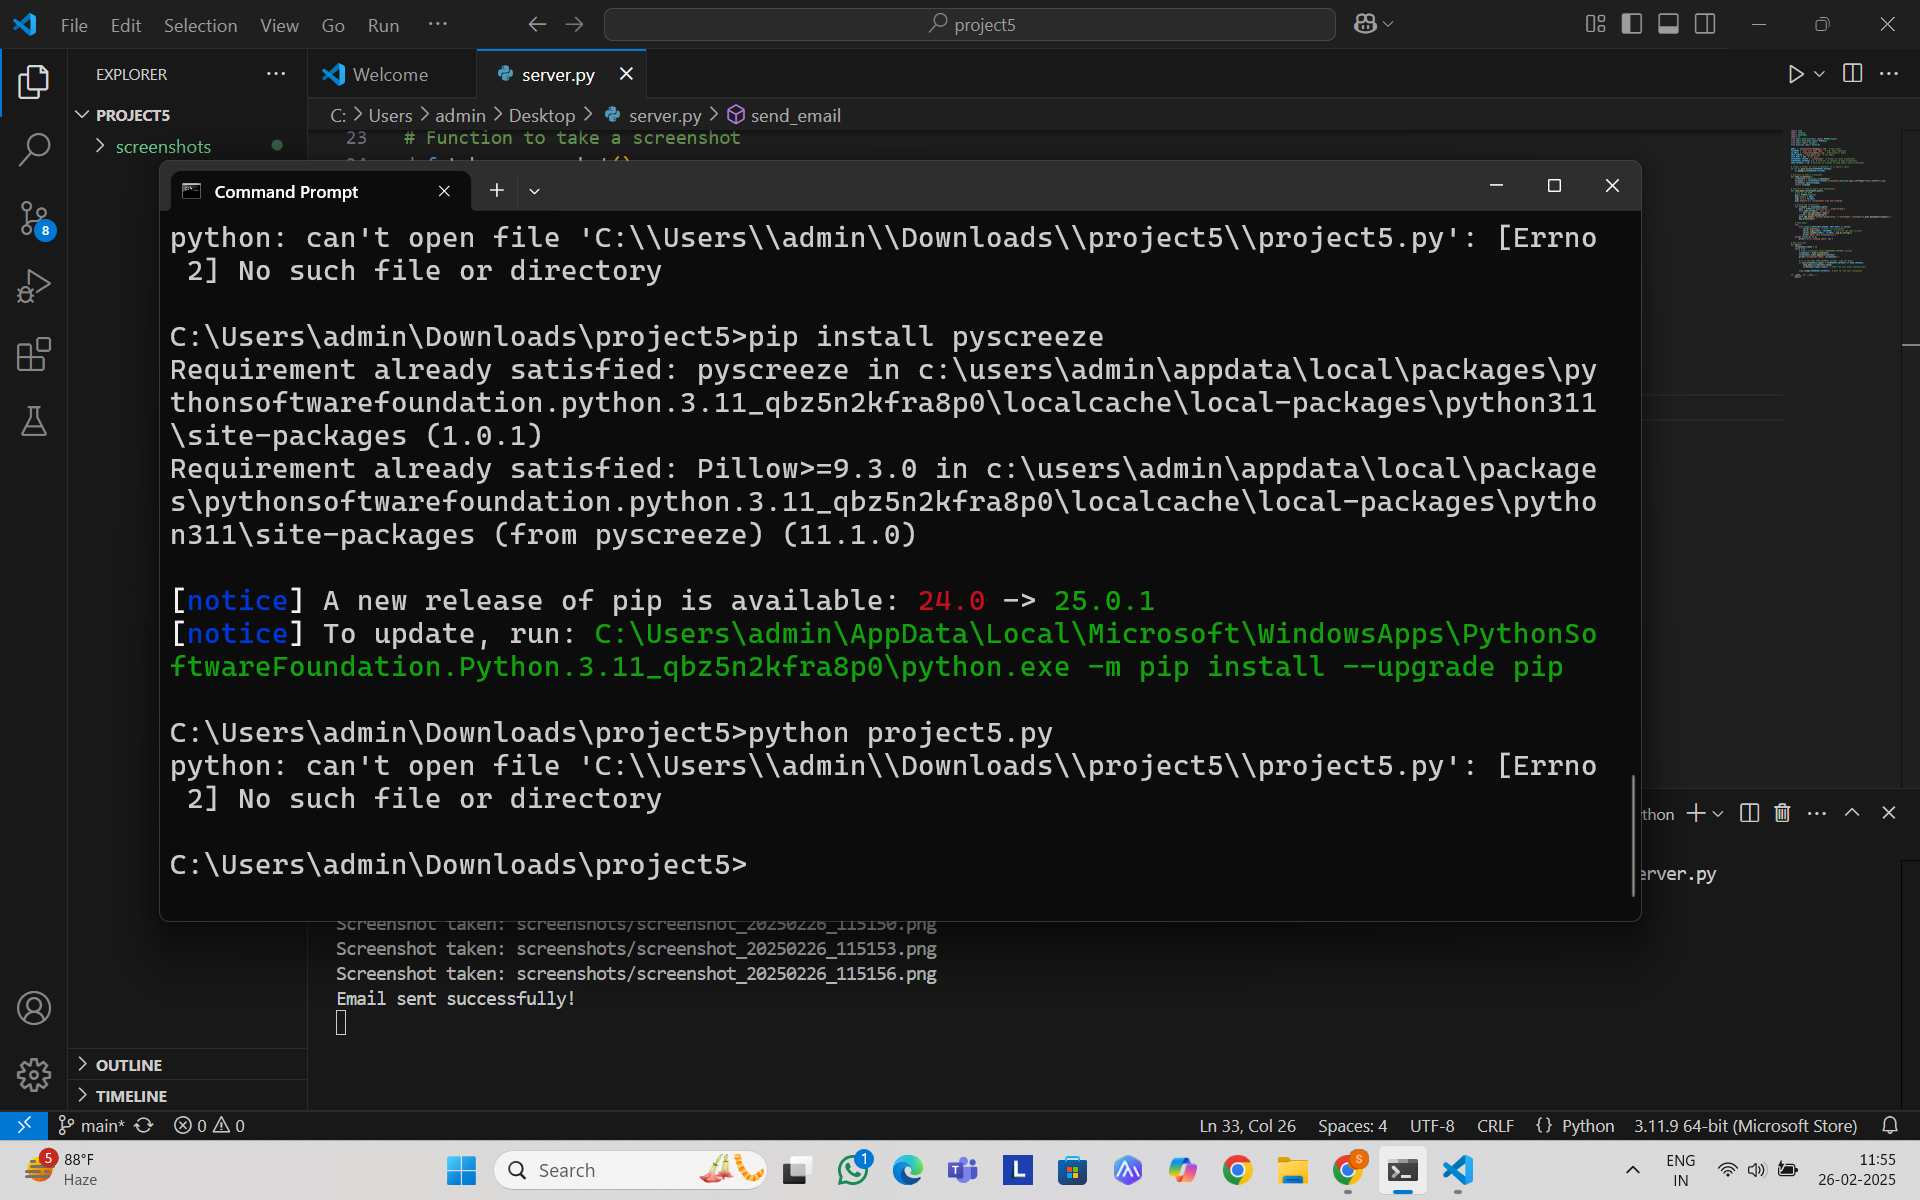 File Edit Selection View Go Run ···
project5
EXPLORER
Welcome
server.py
PROJECT5
screenshots
C: > Users > admin > Desktop > server.py > send_email
23 # Function to take a screenshot
Command Prompt
python: can't open file 'C:\\Users\\admin\\Downloads\\project5\\project5.py': [Errno
2] No such file or directory
C:\Users\admin\Downloads\project5>pip install pyscreeze
Requirement already satisfied: pyscreeze in c:\users\admin\appdata\local\packages\py
thonsoftwarefoundation.python.3.11_qbz5n2kfra8p0\localcache\local-packages\python311
\site-packages (1.0.1)
Requirement already satisfied: Pillow>=9.3.0 in c:\users\admin\appdata\local\package
s\pythonsoftwarefoundation.python.3.11_qbz5n2kfra8p0\localcache\local-packages\pytho
n311\site-packages (from pyscreeze) (11.1.0)
[notice] A new release of pip is available: 24.0 -> 25.0.1
[notice] To update, run: C:\Users\admin\AppData\Local\Microsoft\WindowsApps\PythonSo
ftwareFoundation.Python.3.11_qbz5n2kfra8p0\python.exe -m pip install --upgrade pip
C:\Users\admin\Downloads\project5>python project5.py
python: can't open file 'C:\\Users\\admin\\Downloads\\project5\\project5.py': [Errno
2] No such file or directory
C:\Users\admin\Downloads\project5>
thon
erver.py
Screenshot taken: screenshots/screenshot_20250226_115150.png
Screenshot taken: screenshots/screenshot_20250226_115153.png
Screenshot taken: screenshots/screenshot_20250226_115156.png
Email sent successfully!
8
OUTLINE
TIMELINE
main* 0 0
Ln 33, Col 26 Spaces: 4 UTF-8 CRLF {} Python 3.11.9 64-bit (Microsoft Store)
5
88°F
Haze
Search
1
L
S
ENG
IN
11:55
26-02-2025